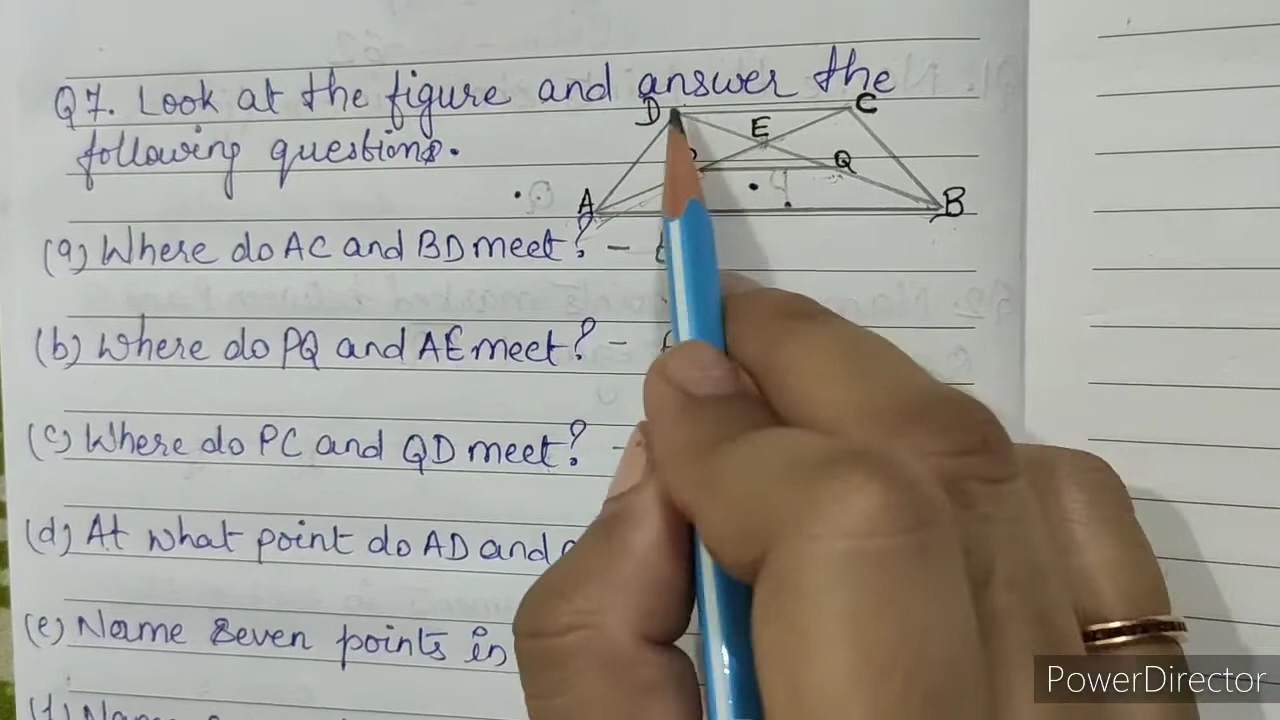 Q7. Look at the figure and answer the
following questions.
D C
E
Q
A B
(a) Where do AC and BD meet? -
(b) Where do PQ and AE meet? -
(c) Where do PC and QD meet? -
(d) At what point do AD and
(e) Name Seven points in
PowerDirector